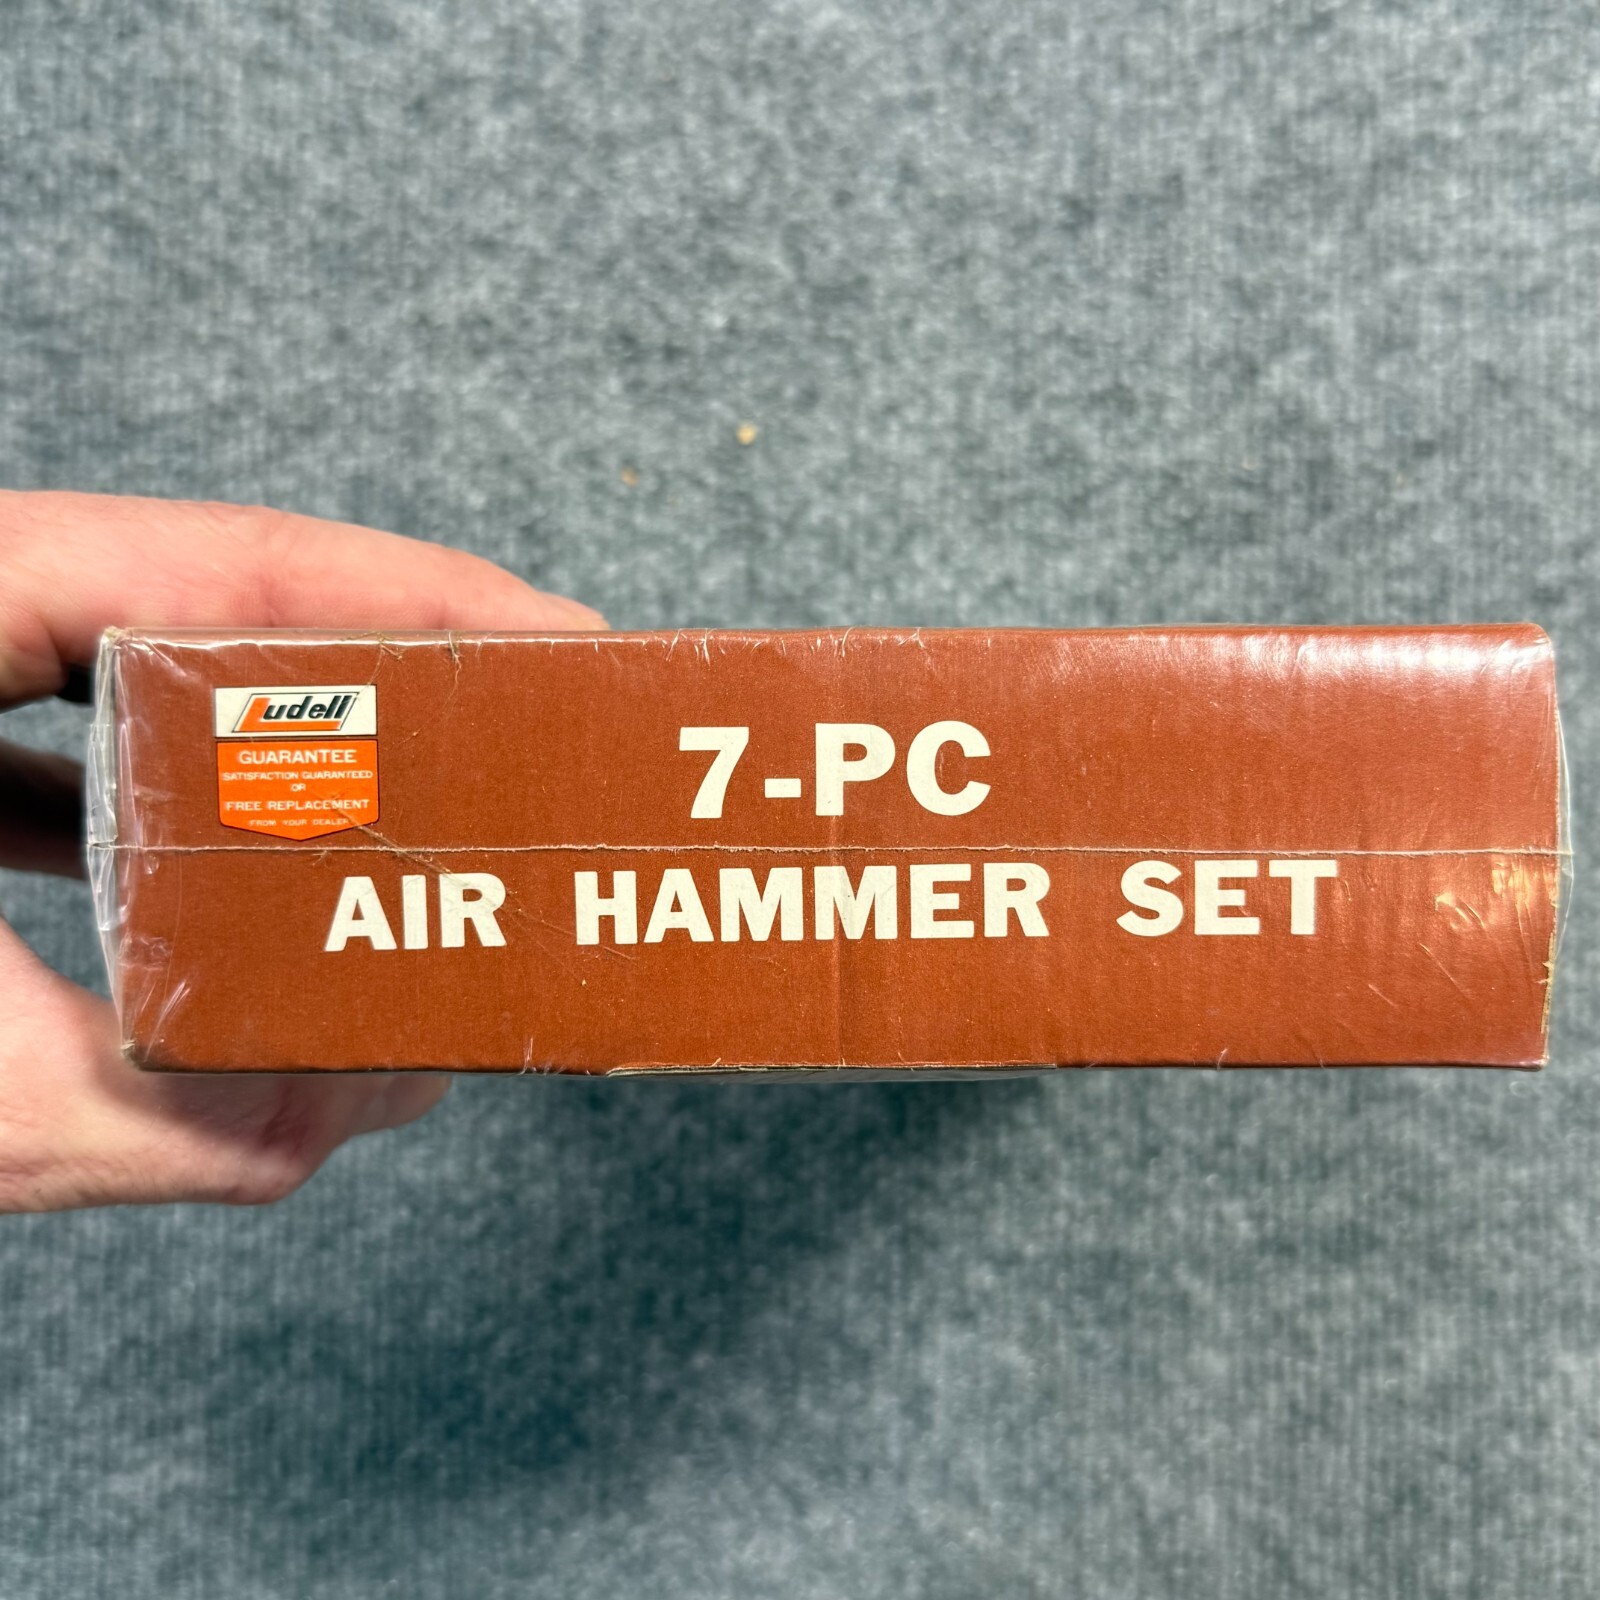 Ludell
GUARANTEE
SATISFACTION GUARANTEED
OR
FREE REPLACEMENT
FROM YOUR DEALER
7-PC
AIR HAMMER SET